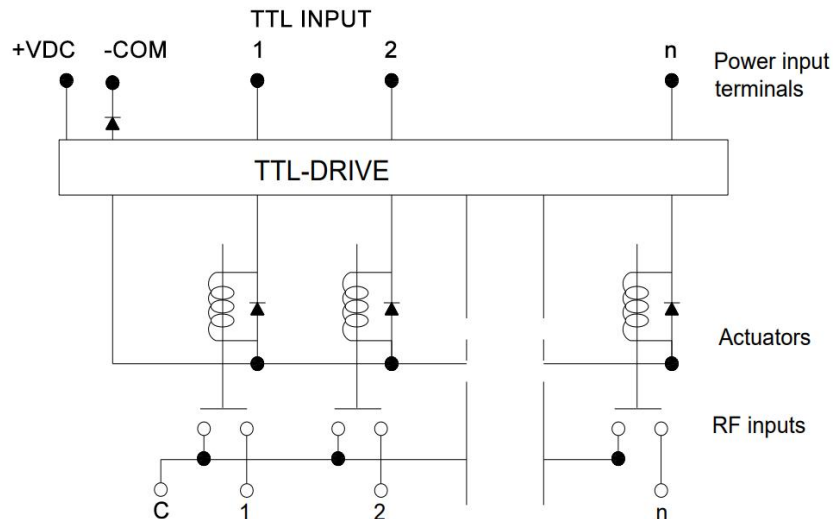 TTL INPUT
+VDC -COM 1 2 n
Power input
terminals
TTL-DRIVE
Actuators
RF inputs
C 1 2 n